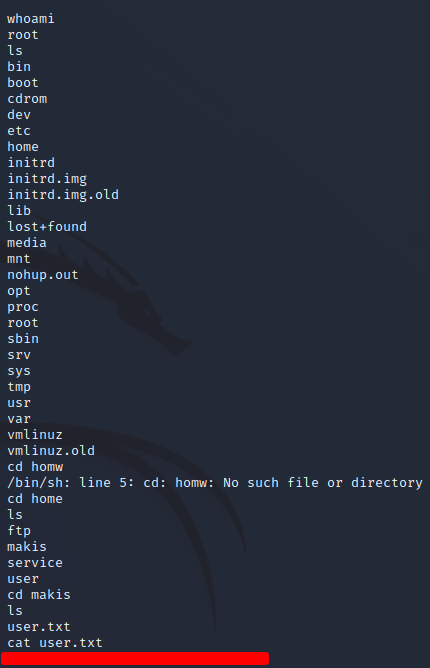 whoami
root
ls
bin
boot
cdrom
dev
etc
home
initrd
initrd.img
initrd.img.old
lib
lost+found
media
mnt
nohup.out
opt
proc
root
sbin
srv
sys
tmp
usr
var
vmlinuz
vmlinuz.old
cd homw
/bin/sh: line 5: cd: homw: No such file or directory
cd home
ls
ftp
makis
service
user
cd makis
ls
user.txt
cat user.txt